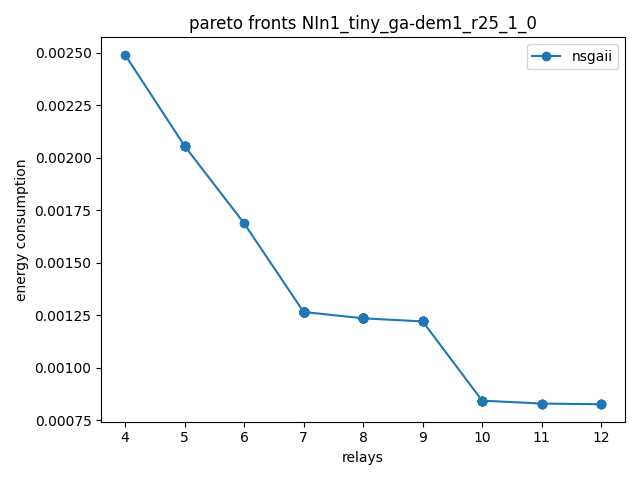 pareto fronts NIn1_tiny_ga-dem1_r25_1_0
nsgaii
energy consumption
0.00250
0.00225
0.00200
0.00175
0.00150
0.00125
0.00100
0.00075
4 5 6 7 8 9 10 11 12
relays